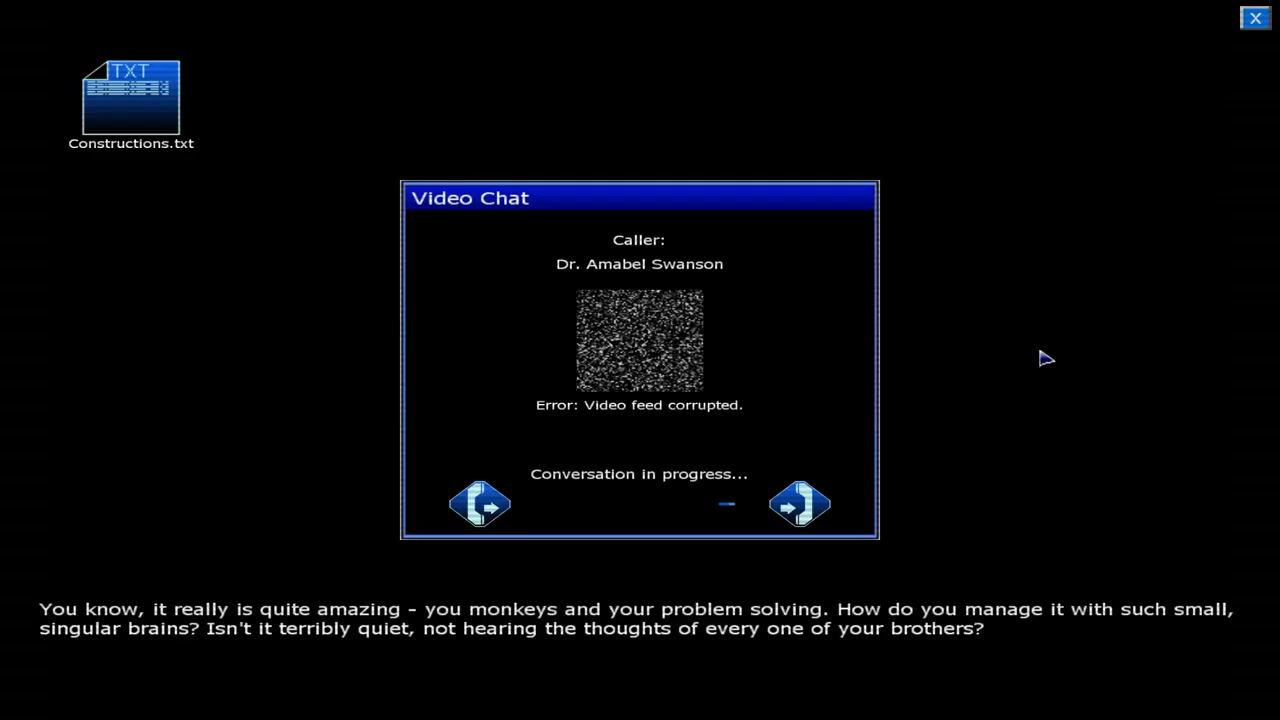 X
TXT
Constructions.txt
Video Chat
Caller:
Dr. Amabel Swanson
Error: Video feed corrupted.
Conversation in progress...
You know, it really is quite amazing - you monkeys and your problem solving. How do you manage it with such small,
singular brains? Isn't it terribly quiet, not hearing the thoughts of every one of your brothers?